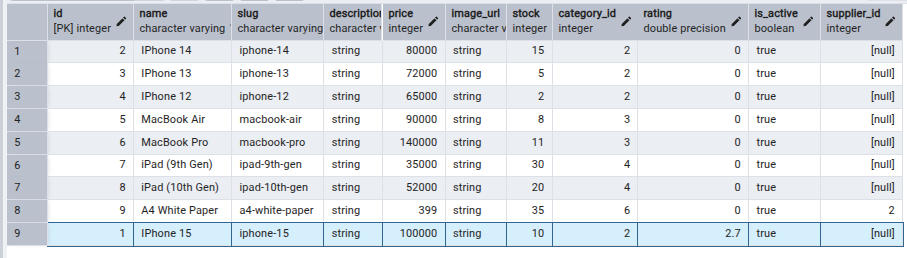 id name slug description price image_url stock category_id rating is_active supplier_id
[PK] integer character varying character varying character integer character v integer integer double precision boolean integer
1 2 IPhone 14 iphone-14 string 80000 string 15 2 0 true [null]
2 3 IPhone 13 iphone-13 string 72000 string 5 2 0 true [null]
3 4 IPhone 12 iphone-12 string 65000 string 2 2 0 true [null]
4 5 MacBook Air macbook-air string 90000 string 8 3 0 true [null]
5 6 MacBook Pro macbook-pro string 140000 string 11 3 0 true [null]
6 7 iPad (9th Gen) ipad-9th-gen string 35000 string 30 4 0 true [null]
7 8 iPad (10th Gen) ipad-10th-gen string 52000 string 20 4 0 true [null]
8 9 A4 White Paper a4-white-paper string 399 string 35 6 0 true 2
9 1 IPhone 15 iphone-15 string 100000 string 10 2 2.7 true [null]